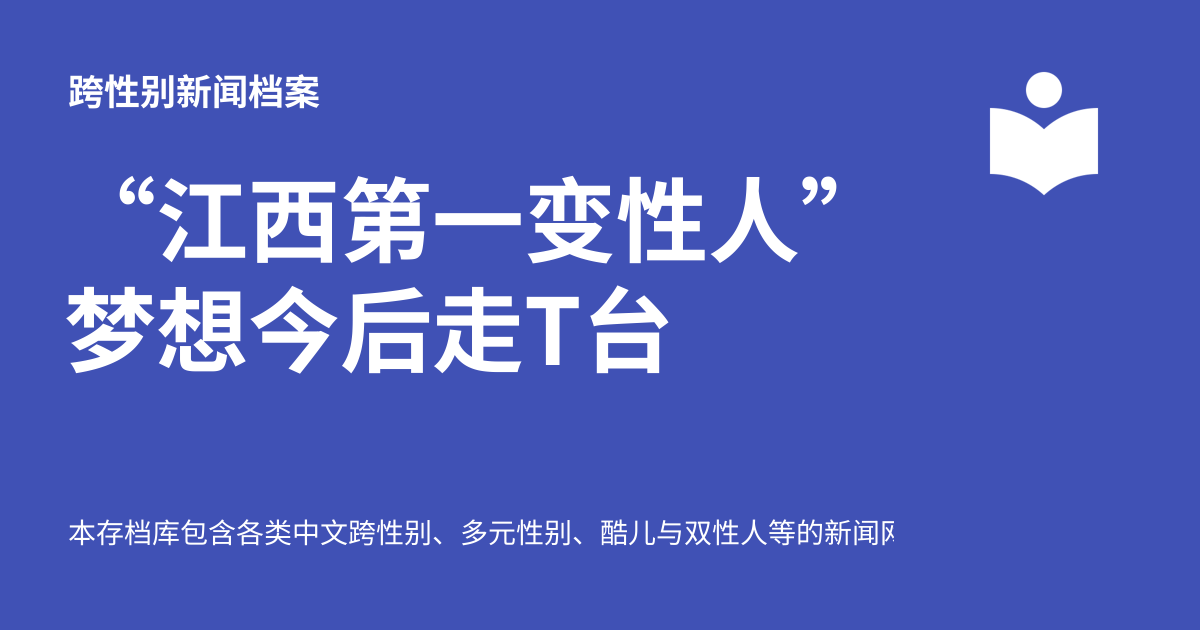 跨性别新闻档案
“江西第一变性人”
梦想今后走T台
本存档库包含各类中文跨性别、多元性别、酷儿与双性人等的新闻